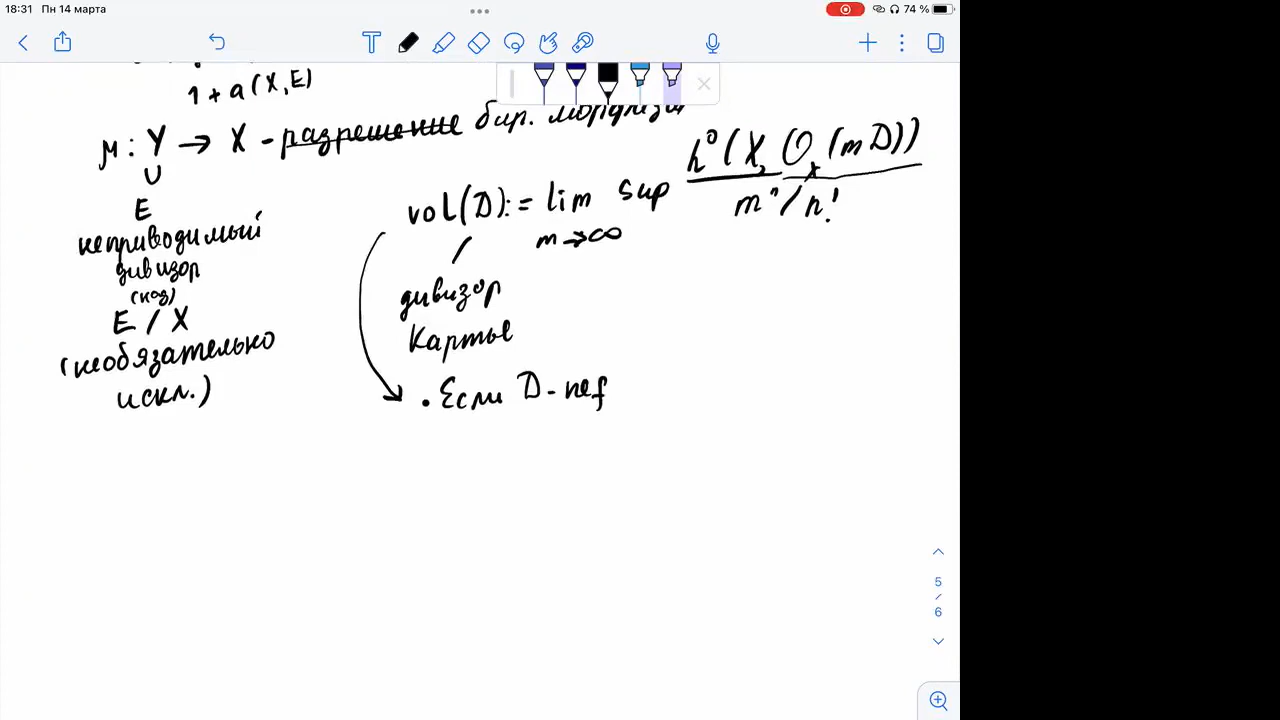 18:31 Пн 14 марта
74 %
1 + a(X,E)
μ : Y → X - разрешение бир. морфизм
∪
E
неприводимый
дивизор
(над)
E / X
(необязательно
искл.)
vol(D) := lim sup h⁰(X, O_X(mD)) / mⁿ/n!
m → ∞
дивизор
Картье
. Если D - nef
5
/
6